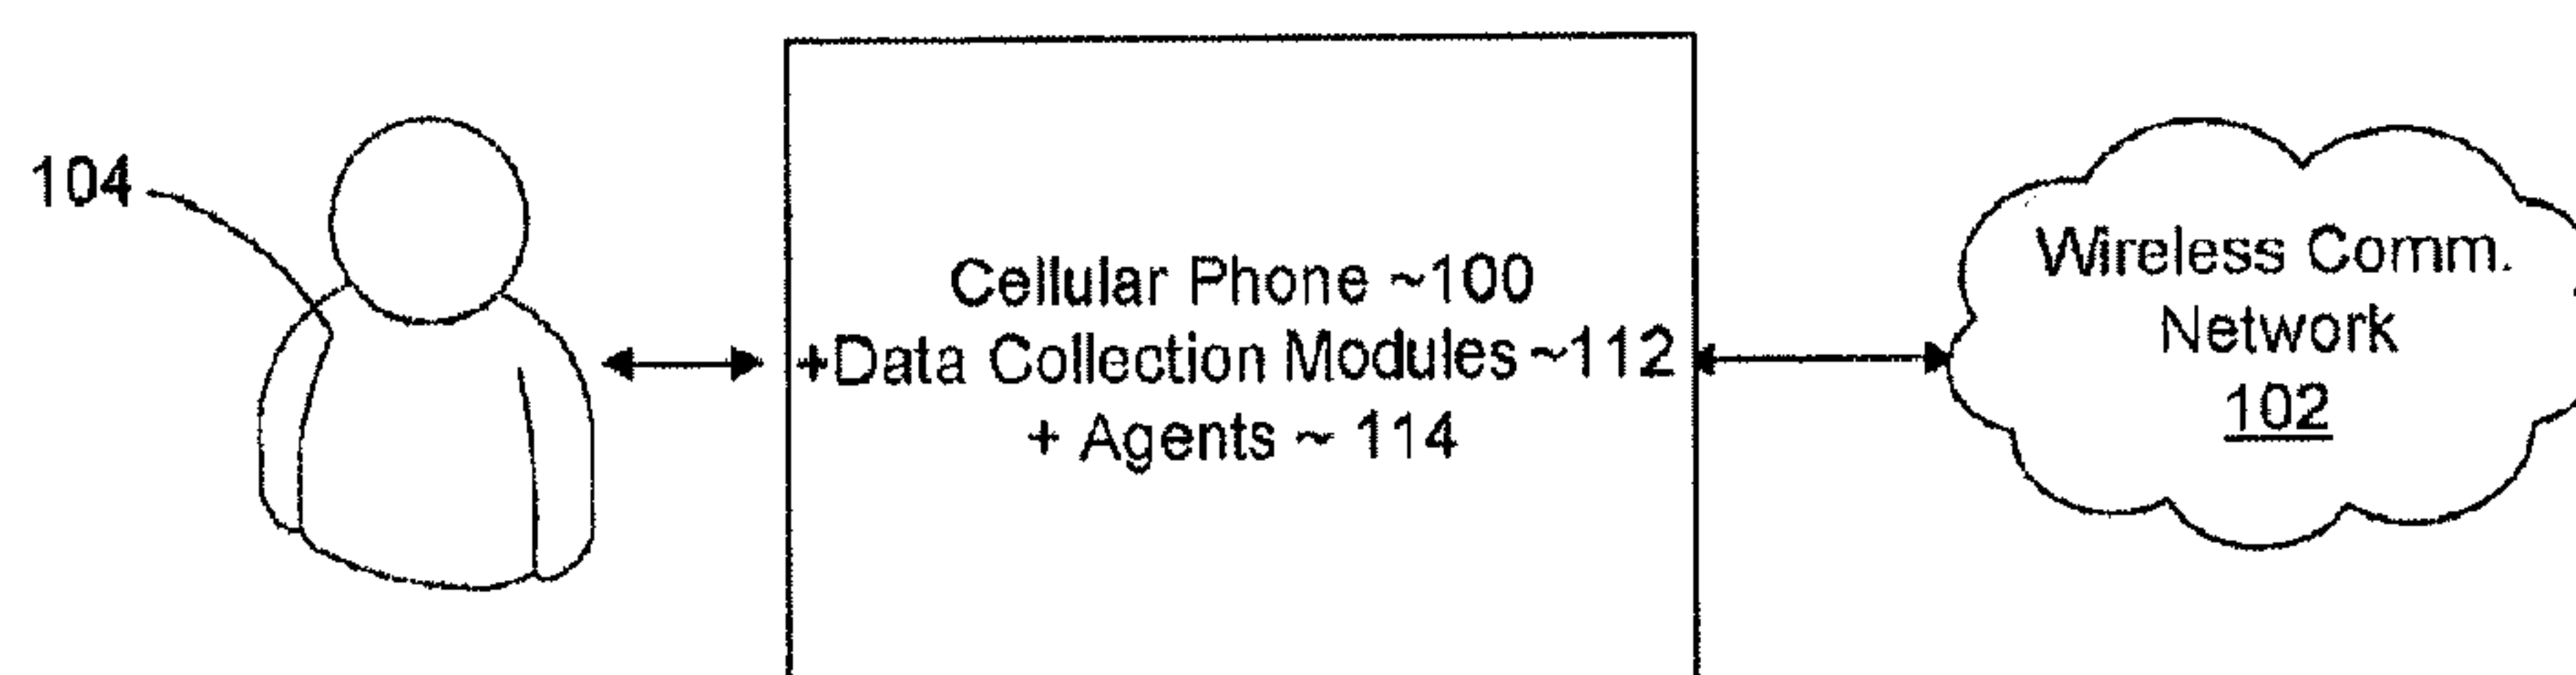 104
Cellular Phone ~100
+Data Collection Modules ~112
+ Agents ~ 114
Wireless Comm.
Network
102